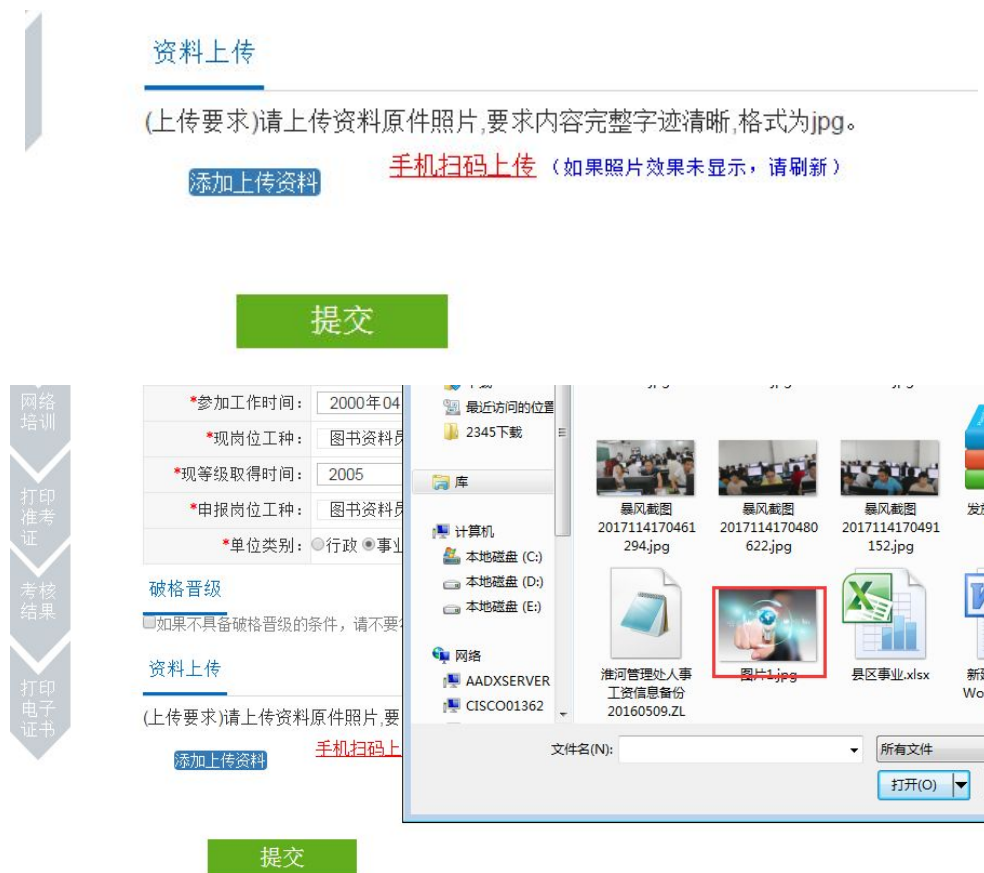 资料上传
(上传要求)请上传资料原件照片,要求内容完整字迹清晰,格式为jpg。
添加上传资料
手机扫码上传（如果照片效果未显示，请刷新）
提交
网络
培训
打印
准考
证
考核
结果
打印
电子
证书
*参加工作时间： 2000年04
*现岗位工种： 图书资料员
*现等级取得时间： 2005
*申报岗位工种： 图书资料员
*单位类别： 行政 事业
破格晋级
如果不具备破格晋级的条件，请不要
资料上传
(上传要求)请上传资料原件照片,要
添加上传资料
手机扫码上
提交
最近访问的位置
2345下载
库
计算机
本地磁盘 (C:)
本地磁盘 (D:)
本地磁盘 (E:)
网络
AADXSERVER
CISCO01362
暴风截图
2017114170461
294.jpg
暴风截图
2017114170480
622.jpg
暴风截图
2017114170491
152.jpg
淮河管理处人事
工资信息备份
20160509.ZL
图片1.jpg
县区事业.xlsx
文件名(N):
所有文件
打开(O)